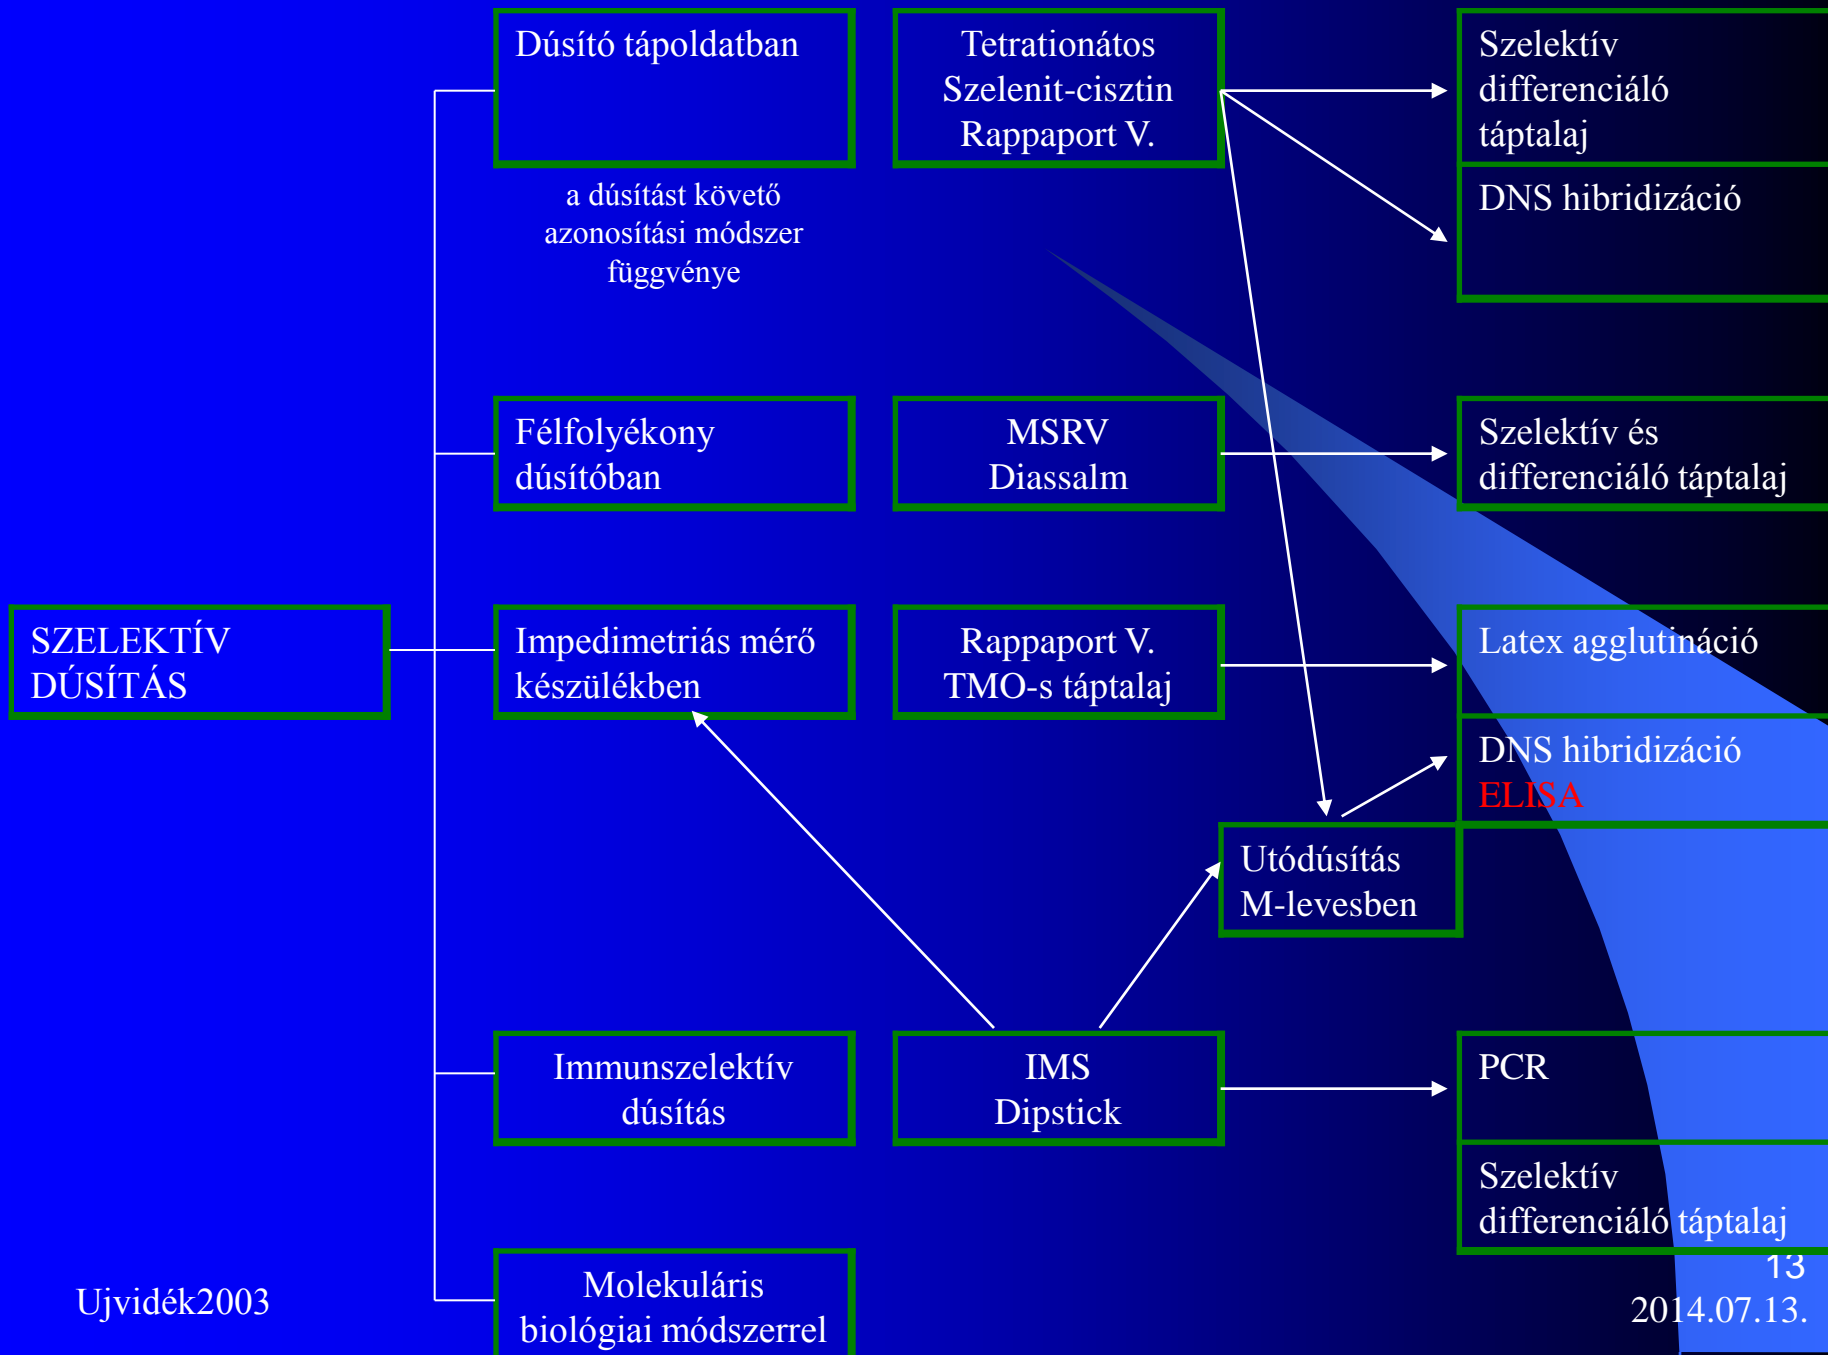 Dúsító tápoldatban
Tetrationátos
Szelenit-cisztin
Rappaport V.
Szelektív
differenciáló
táptalaj
a dúsítást követő
azonosítási módszer
függvénye
DNS hibridizáció
Félfolyékony
dúsítóban
MSRV
Diassalm
Szelektív és
differenciáló táptalaj
SZELEKTÍV
DÚSÍTÁS
Impedimetriás mérő
készülékben
Rappaport V.
TMO-s táptalaj
Latex agglutináció
DNS hibridizáció
ELISA
Utódúsítás
M-levesben
Immunszelektív
dúsítás
IMS
Dipstick
PCR
Szelektív
differenciáló táptalaj
Molekuláris
biológiai módszerrel
Ujvidék2003
13
2014.07.13.